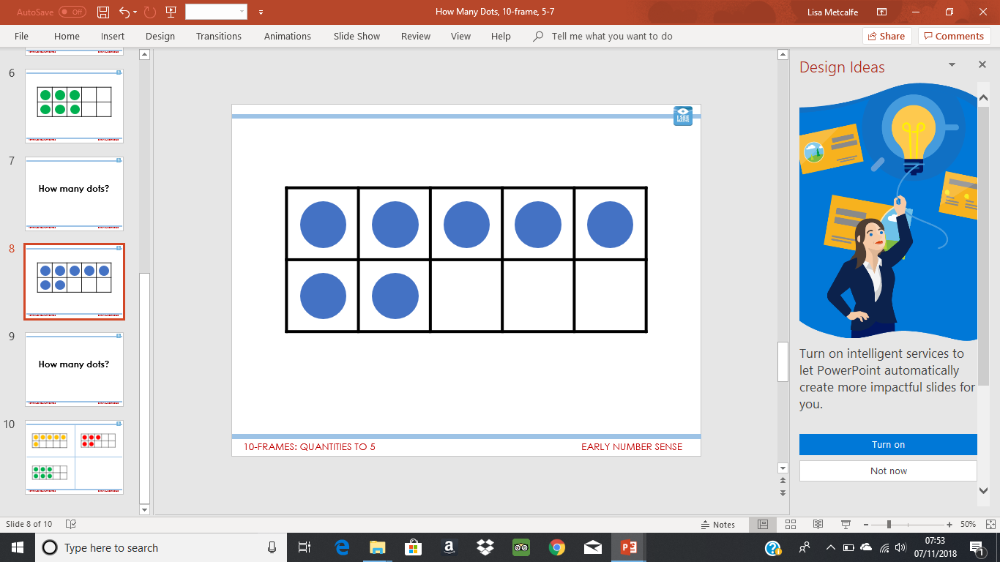 AutoSave Off
How Many Dots, 10-frame, 5-7
Lisa Metcalfe
File Home Insert Design Transitions Animations Slide Show Review View Help Tell me what you want to do
Share Comments
6
7
How many dots?
8
9
How many dots?
10
I SEE
MATHS
10-FRAMES: QUANTITIES TO 5 EARLY NUMBER SENSE
Design Ideas
Turn on intelligent services to
let PowerPoint automatically
create more impactful slides for
you.
Turn on
Not now
Slide 8 of 10 Notes 50%
Type here to search
07:53
07/11/2018
1